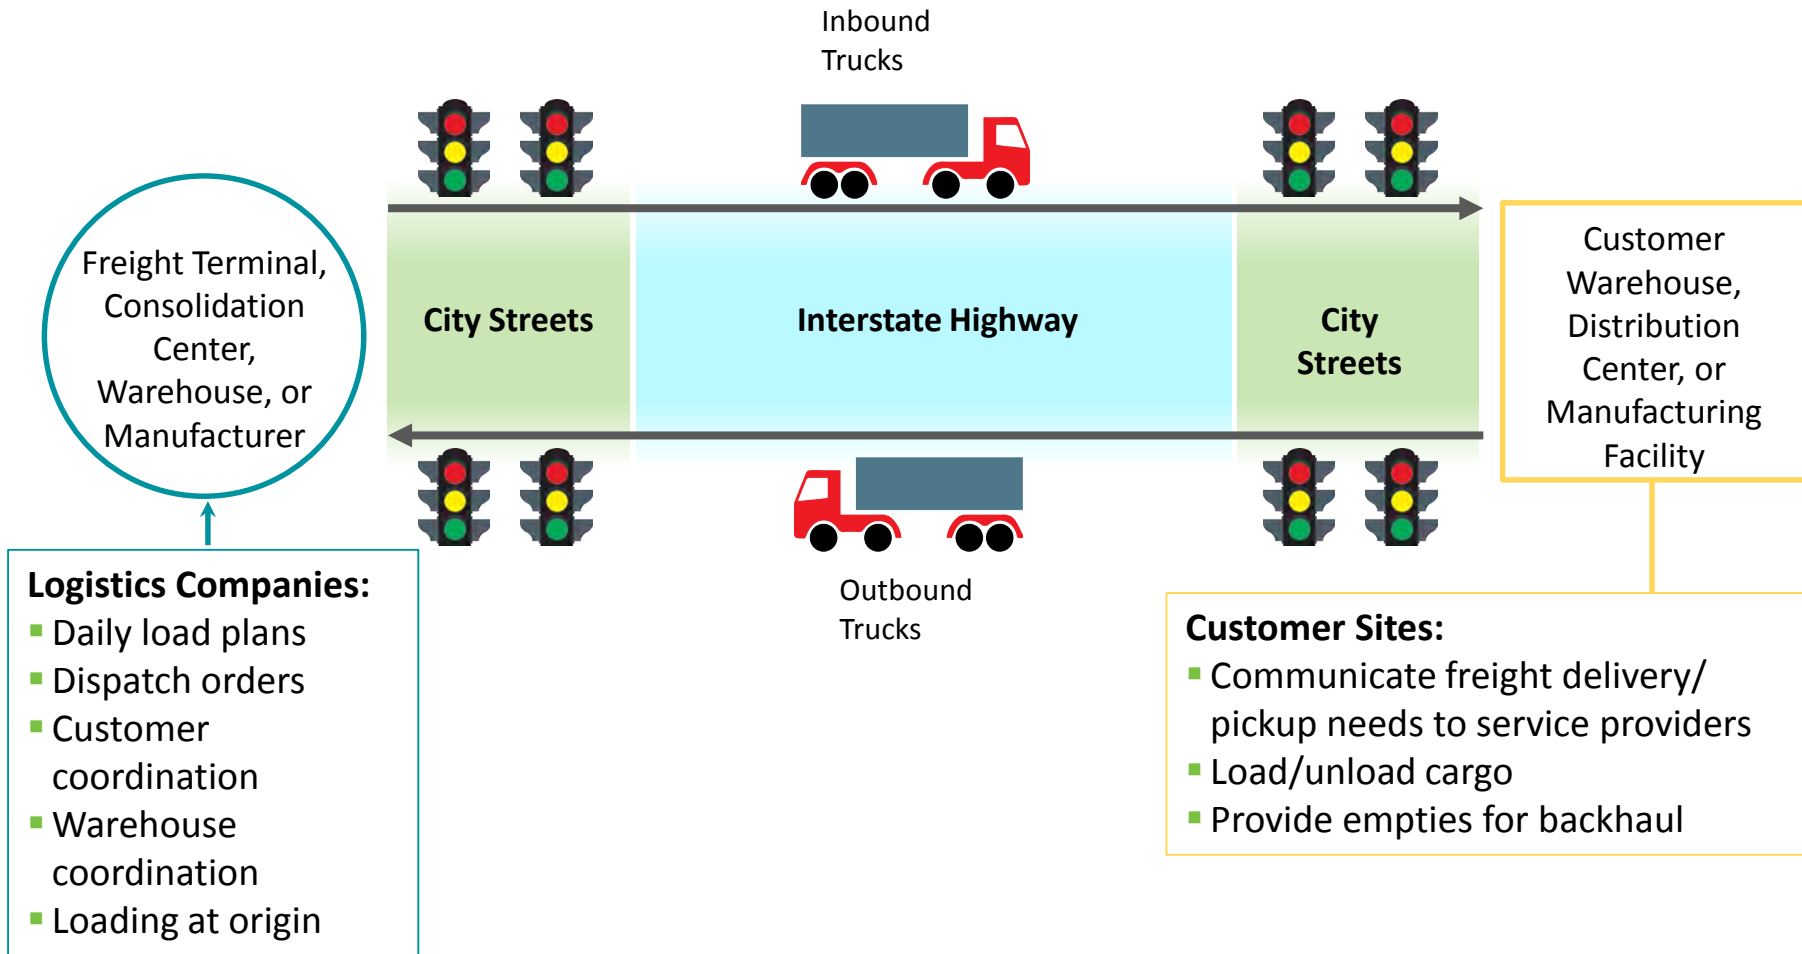 Inbound
Trucks
Freight Terminal,
Consolidation
Center,
Warehouse, or
Manufacturer
City Streets
Interstate Highway
City
Streets
Customer
Warehouse,
Distribution
Center, or
Manufacturing
Facility
Outbound
Trucks
Logistics Companies:
▪ Daily load plans
▪ Dispatch orders
▪ Customer
coordination
▪ Warehouse
coordination
▪ Loading at origin
Customer Sites:
▪ Communicate freight delivery/
pickup needs to service providers
▪ Load/unload cargo
▪ Provide empties for backhaul